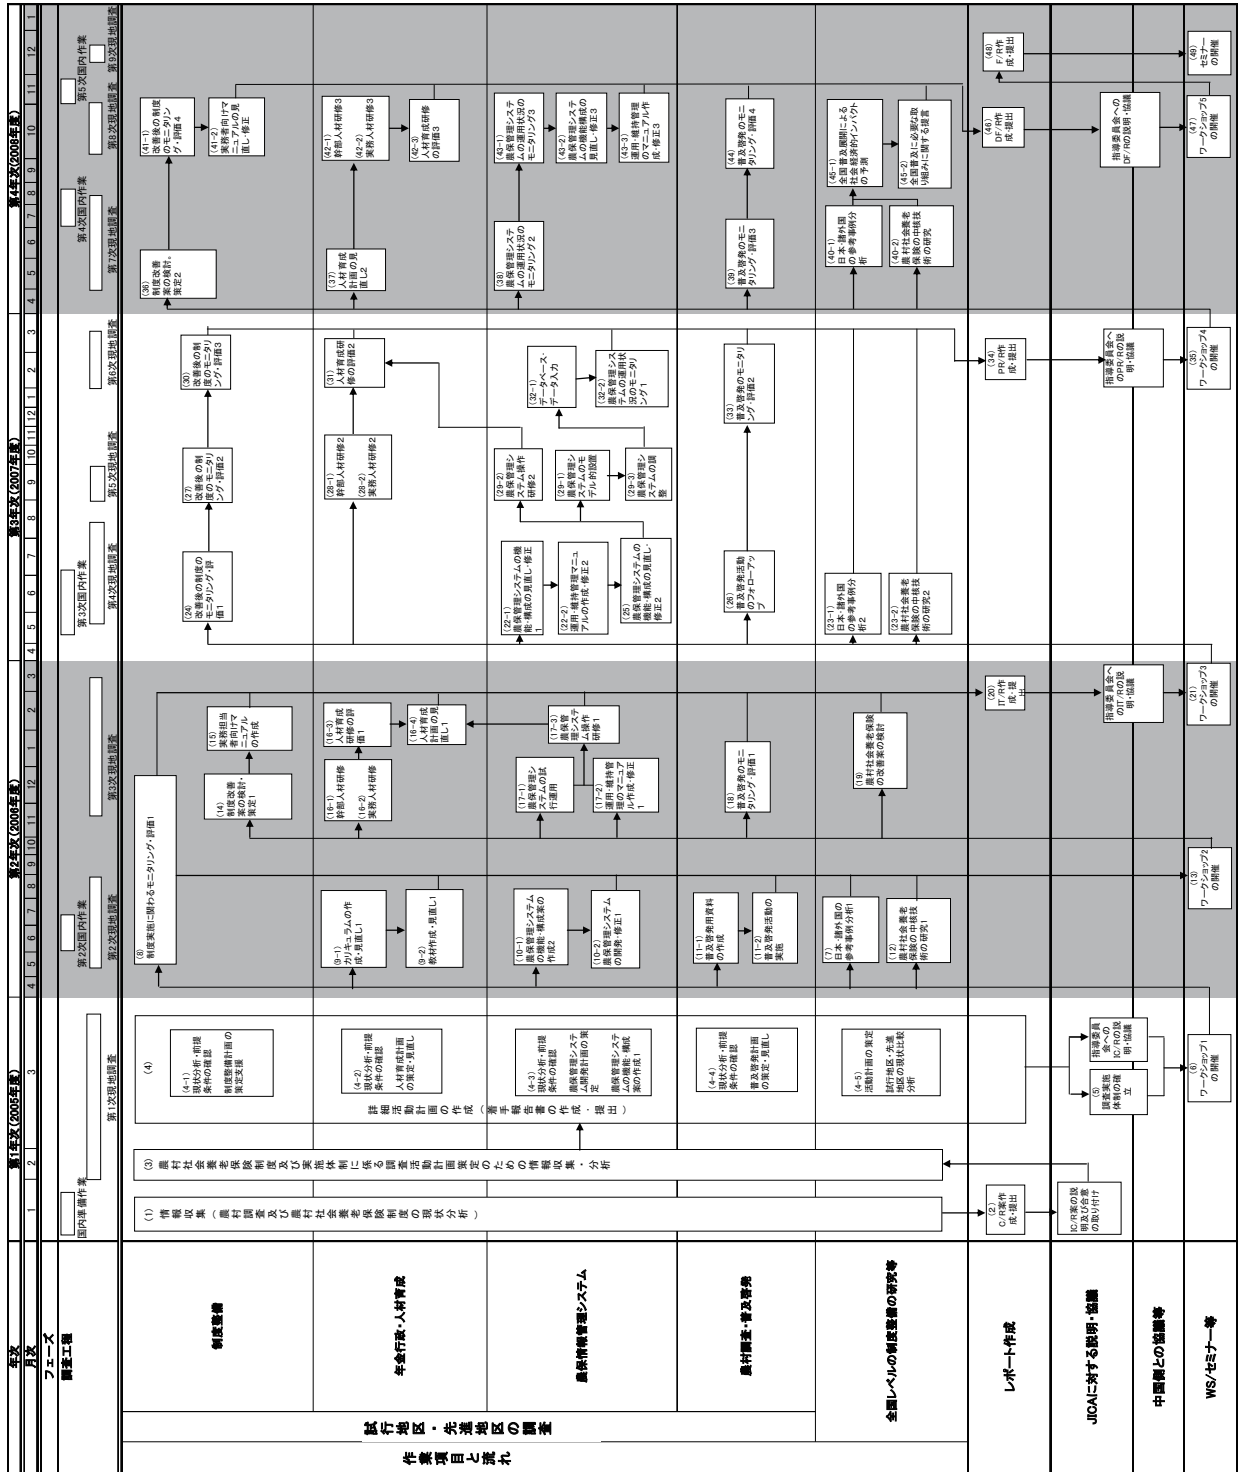 年次
月次
フェーズ
調査工程
第1年次(2005年度)
第2年次(2006年度)
第3年次(2007年度)
第4年次(2008年度)
1
2
3
4
5
6
7
8
9
10
11
12
1
2
3
4
5
6
7
8
9
10
11
12
1
2
3
4
5
6
7
8
9
10
11
12
1
国内準備作業
第1次現地調査
第2次国内作業
第2次現地調査
第3次現地調査
第3次国内作業
第4次現地調査
第5次現地調査
第6次現地調査
第7次現地調査
第4次国内作業
第8次現地調査
第5次国内作業
第9次現地調査
作業項目と流れ
試行地区・先進地区の調査
制度整備
年金行政・人材育成
農保情報管理システム
農村調査・普及啓発
全国レベルの制度整備の研究等
レポート作成
JICAに対する説明・協議
中国側との協議等
WS/セミナー等
(1) 情報収集(農村調査及び農村社会養老保険制度の現状分析)
(2)
C/R案作
成・提出
IC/R案の説
明及び合意
の取り付け
(3) 農村社会養老保険制度及び実施体制に係る調査活動計画策定のための情報収集・分析
(4)
詳細活動計画の作成(着手報告書の作成・提出)
(4-1)
現状分析・前提
条件の確認
制度整備計画の
策定支援
(4-2)
現状分析・前提
条件の確認
人材育成計画
の策定・見直し
(4-3)
現状分析・前提
条件の確認
農保管理システ
ム開発計画の策
定
農保管理システ
ムの機能・構成
案の作成1
(4-4)
現状分析・前提
条件の確認
普及啓発計画
の策定・見直し
(4-5)
活動計画の策定
試行地区・先進
地区の現状比較
分析
(5)
調査実施
体制の確
立
指導委員
会への
IC/Rの説
明・協議
(6)
ワークショップ1
の開催
(8)
制度実施に関わるモニタリング・評価1
(9-1)
カリキュラムの作
成・見直し1
(9-2)
教材作成・見直し1
(10-1)
農保管理システム
の機能・構成案の
作成2
(10-2)
農保管理システム
の開発・修正1
(11-1)
普及啓発用資料
の作成
(11-2)
普及啓発活動の
実施
(7)
日本・諸外国の
参考事例分析1
(12)
農村社会養老
保険の中核技
術の研究1
(13)
ワークショップ2
の開催
(14)
制度改善
案の検討・
策定1
(15)
実務担当
者向けマ
ニュアルの
の作成
(16-1)
幹部人材研修
(16-2)
実務人材研修
(16-3)
人材育成
研修の評
価1
(16-4)
人材育成
計画の見
直し1
(17-1)
農保管理シ
ステムの試
行運用
(17-2)
運用・維持管
理のマニュア
ル作成・修正
1
(17-3)
農保管
理システ
ム操作
研修1
(18)
普及啓発のモニ
タリング・評価1
(19)
農村社会養老保険
の改善案の検討
(20)
IT/R作
成・提
出
指導委員会へ
のIT/Rの説
明・協議
(21)
ワークショップ3
の開催
(24)
改善後の制度の
モニタリング・評
価1
(22-1)
農保管理システムの機
能・構成の見直し・修正
1
(22-2)
運用・維持管理マニュ
アルの作成・修正2
(25)
農保管理システムの
機能・構成の見直し・
修正2
(26)
普及啓発活動
のフォローアッ
プ
(23-1)
日本・諸外国
の参考事例分
析2
(23-2)
農村社会養老
保険の中核技
術の研究2
(27)
改善後の制
度のモニタリ
ング・評価2
(28-1)
幹部人材研修2
(28-2)
実務人材研修2
(29-2)
農保管理シ
ステム操作
研修2
(29-1)
農保管理シ
ステムのモ
デル的設置
(29-3)
農保管理シ
ステムの調
整
(30)
改善後の制
度のモニタリ
ング・評価3
(31)
人材育成研
修の評価2
(32-1)
データベース・
データ入力
(32-2)
農保管理シス
テムの運用状
況のモニタリ
ング1
(33)
普及啓発のモニタリ
ング・評価2
(34)
PR/R作
成・提出
指導委員会へ
のPR/Rの説
明・協議
(35)
ワークショップ4
の開催
(36)
制度改善
案の検討。
策定2
(37)
人材育成
計画の見
直し2
(38)
農保管理システ
ムの運用状況の
モニタリング2
(39)
普及啓発のモニ
タリング・評価3
(40-1)
日本・諸外国
の参考事例分
析
(40-2)
農村社会養老
保険の中核技
術の研究
(41-1)
改善後の制度
のモニタリン
グ・評価4
(41-2)
実務者向けマ
ニュアルの見
直し・修正
(42-1)
幹部人材研修3
(42-2)
実務人材研修3
(42-3)
人材育成研修
の評価3
(43-1)
農保管理システ
ムの運用状況の
モニタリング3
(43-2)
農保管理システ
ムの機能構成の
見直し・修正3
(43-3)
運用・維持管理
のマニュアル作
成・修正3
(44)
普及啓発のモニ
タリング・評価4
(45-1)
全国普及展開による
社会経済的インパクト
の予測
(45-2)
全国普及に必要な取
り組みに関する提言
(46)
DF/R作
成・提出
指導委員会への
DF/Rの説明・協議
(47)
ワークショップ5
の開催
(48)
F/R作
成・提出
(49)
セミナー
の開催